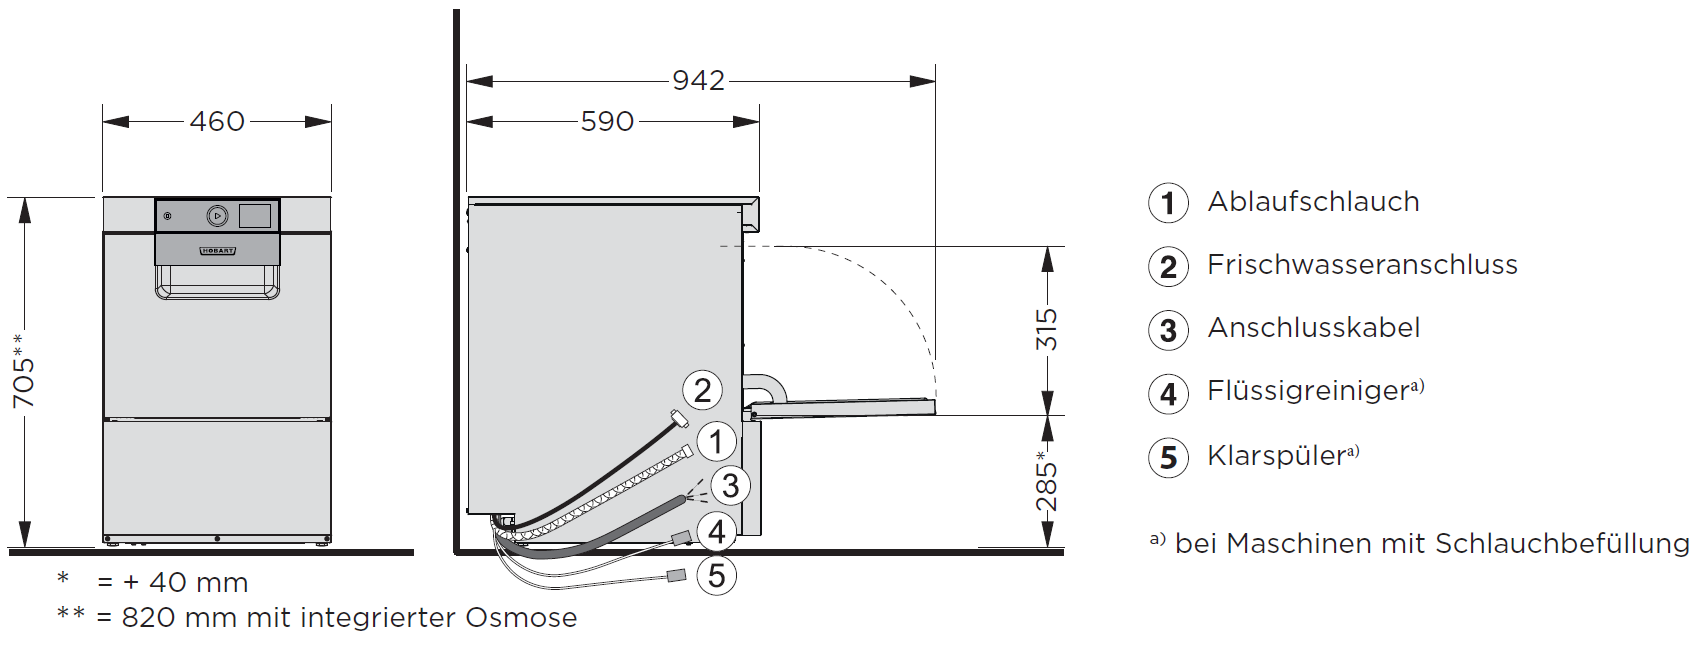 942
590
460
HOBART
705**
315
285*
2
1
3
4
5
* = + 40 mm
** = 820 mm mit integrierter Osmose
1 Ablaufschlauch
2 Frischwasseranschluss
3 Anschlusskabel
4 Flüssigreiniger a)
5 Klarspüler a)
a) bei Maschinen mit Schlauchbefüllung